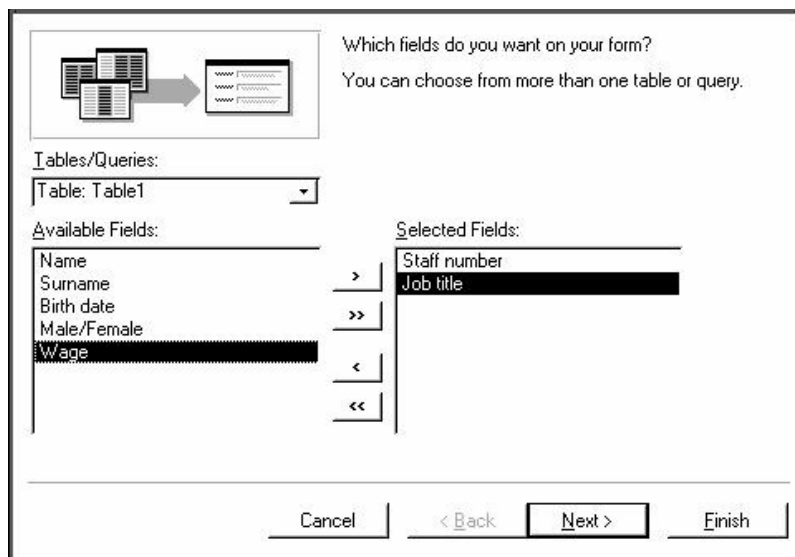 Which fields do you want on your form?
You can choose from more than one table or query.
Tables/Queries:
Table: Table1
Available Fields:
Selected Fields:
Name
Surname
Birth date
Male/Female
Wage
>
>>
<
<<
Staff number
Job title
Cancel
< Back
Next >
Finish